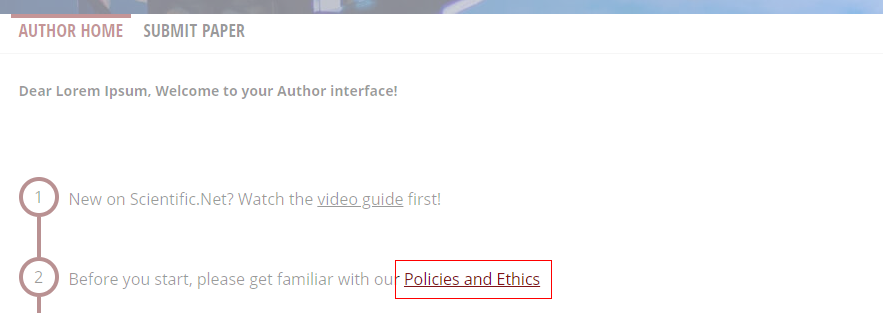 AUTHOR HOME SUBMIT PAPER
Dear Lorem Ipsum, Welcome to your Author interface!
1 New on Scientific.Net? Watch the video guide first!
2 Before you start, please get familiar with our Policies and Ethics